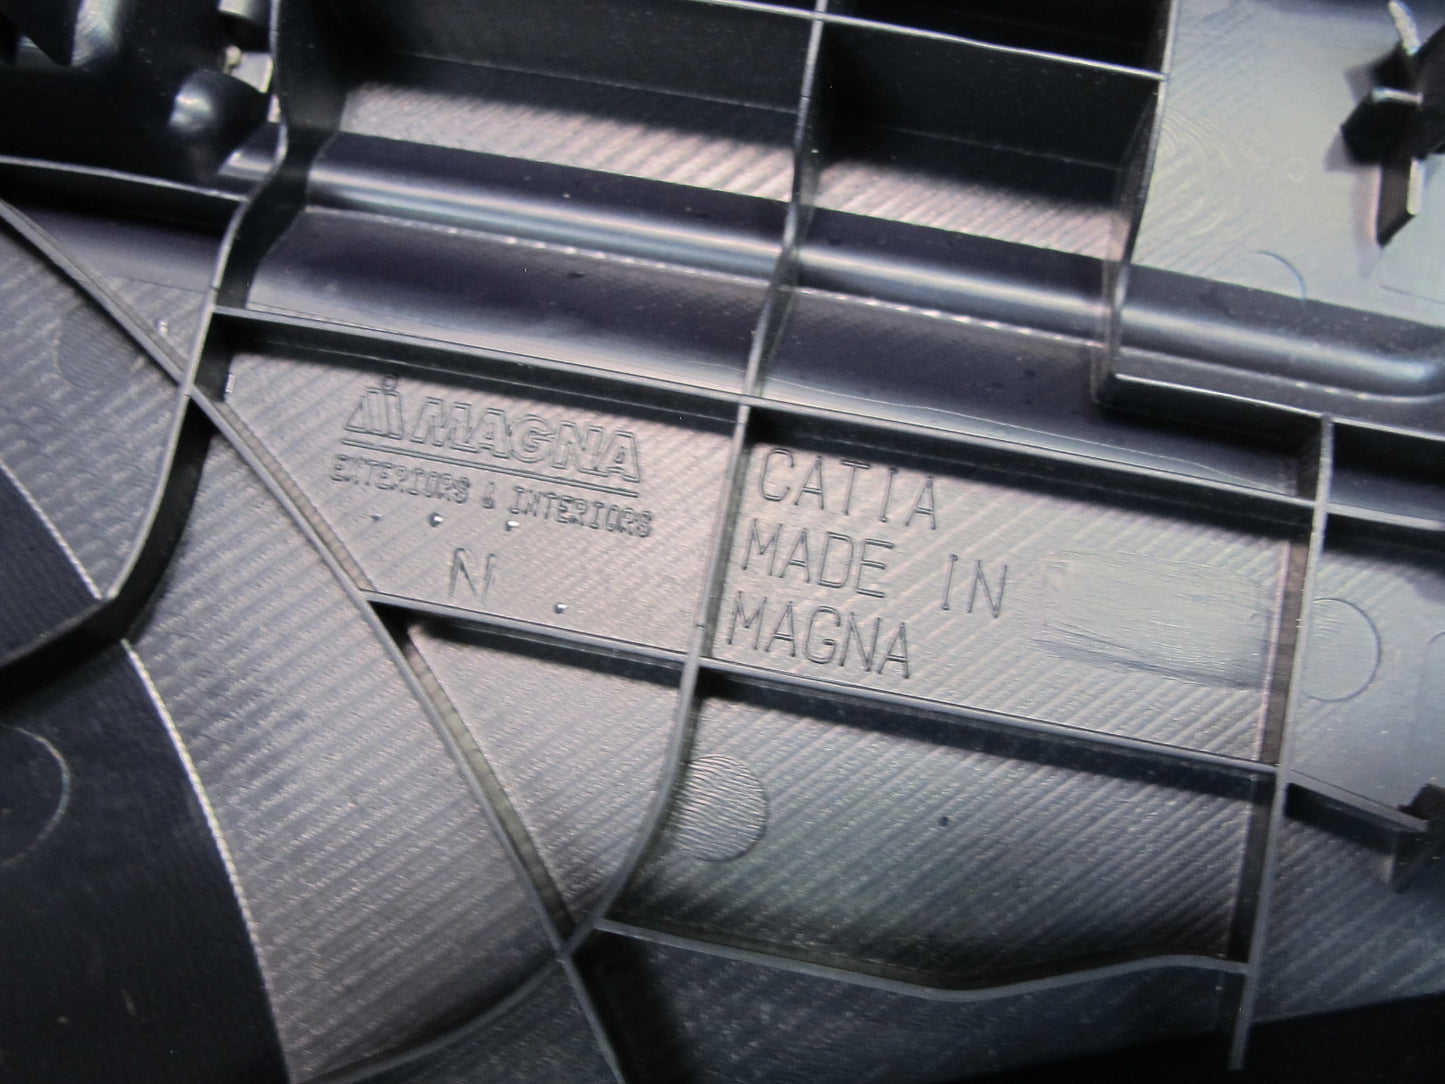 MAGNA
EXTERIORS & INTERIORS
N
CATIA
MADE IN
MAGNA